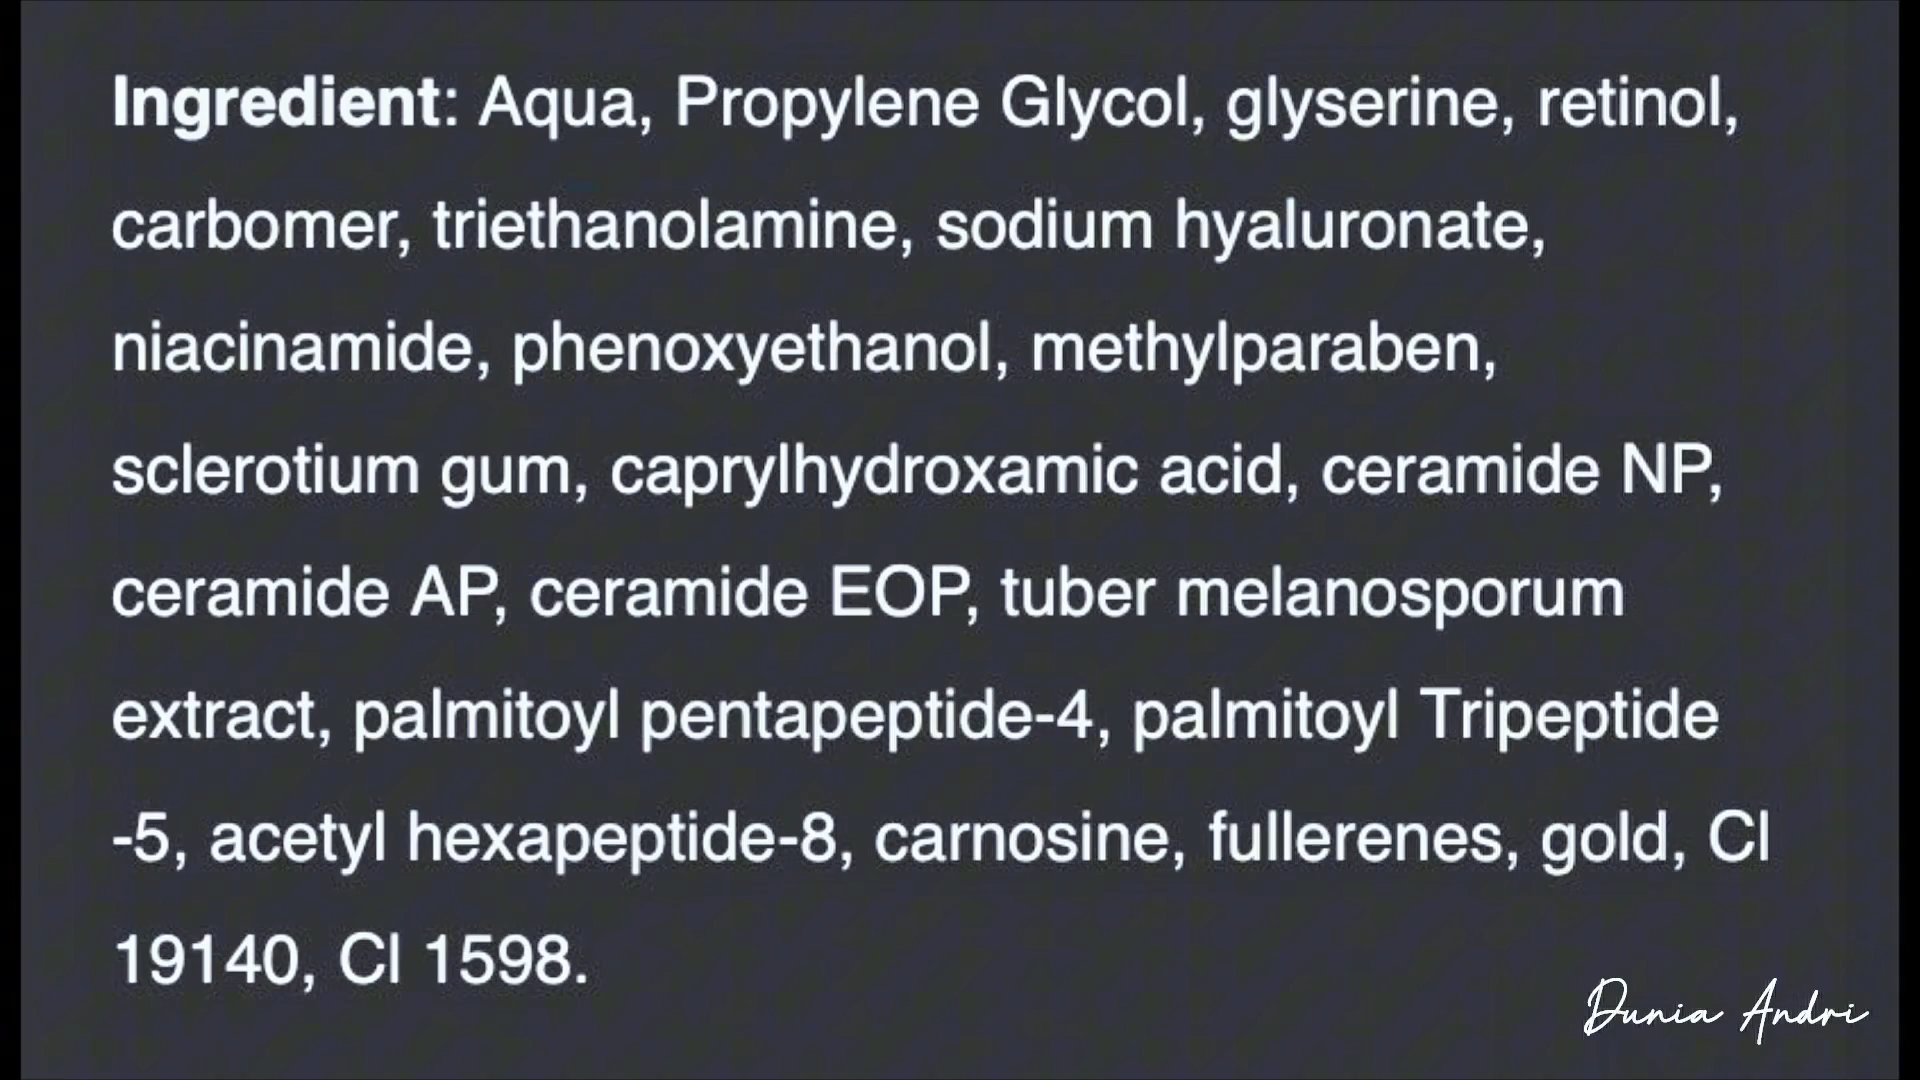 Ingredient: Aqua, Propylene Glycol, glyserine, retinol,
carbomer, triethanolamine, sodium hyaluronate,
niacinamide, phenoxyethanol, methylparaben,
sclerotium gum, caprylhydroxamic acid, ceramide NP,
ceramide AP, ceramide EOP, tuber melanosporum
extract, palmitoyl pentapeptide-4, palmitoyl Tripeptide
-5, acetyl hexapeptide-8, carnosine, fullerenes, gold, Cl
19140, Cl 1598.
Dunia Andri